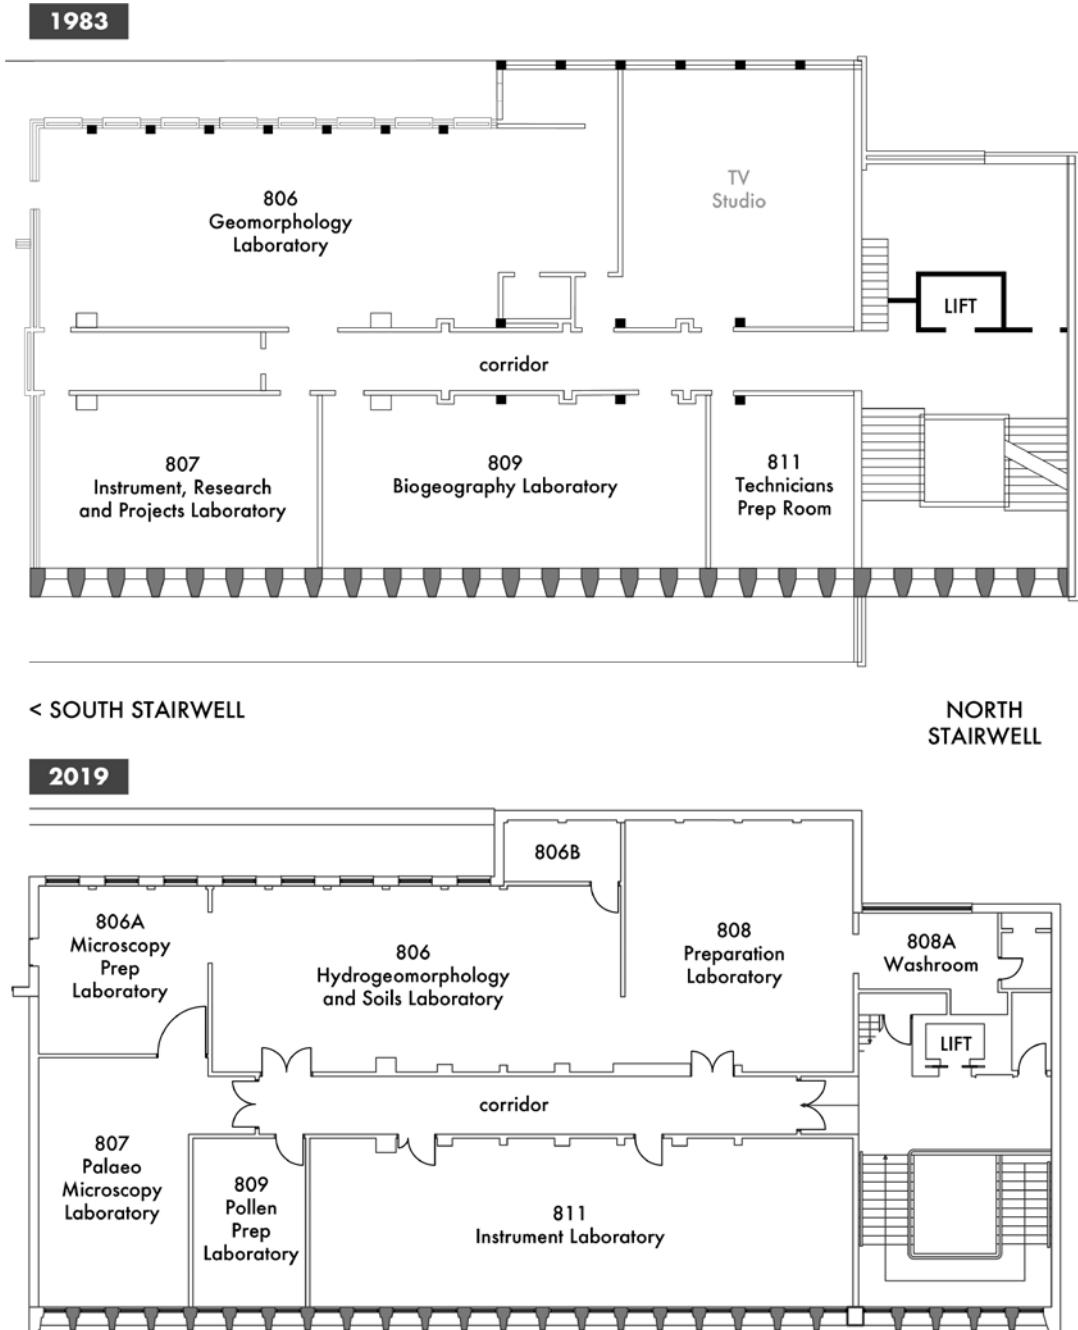 1983
TV
Studio
806
Geomorphology
Laboratory
LIFT
corridor
807
Instrument, Research
and Projects Laboratory
809
Biogeography Laboratory
811
Technicians
Prep Room
< SOUTH STAIRWELL
NORTH
STAIRWELL
2019
806B
806A
Microscopy
Prep
Laboratory
806
Hydrogeomorphology
and Soils Laboratory
808
Preparation
Laboratory
808A
Washroom
LIFT
corridor
807
Palaeo
Microscopy
Laboratory
809
Pollen
Prep
Laboratory
811
Instrument Laboratory